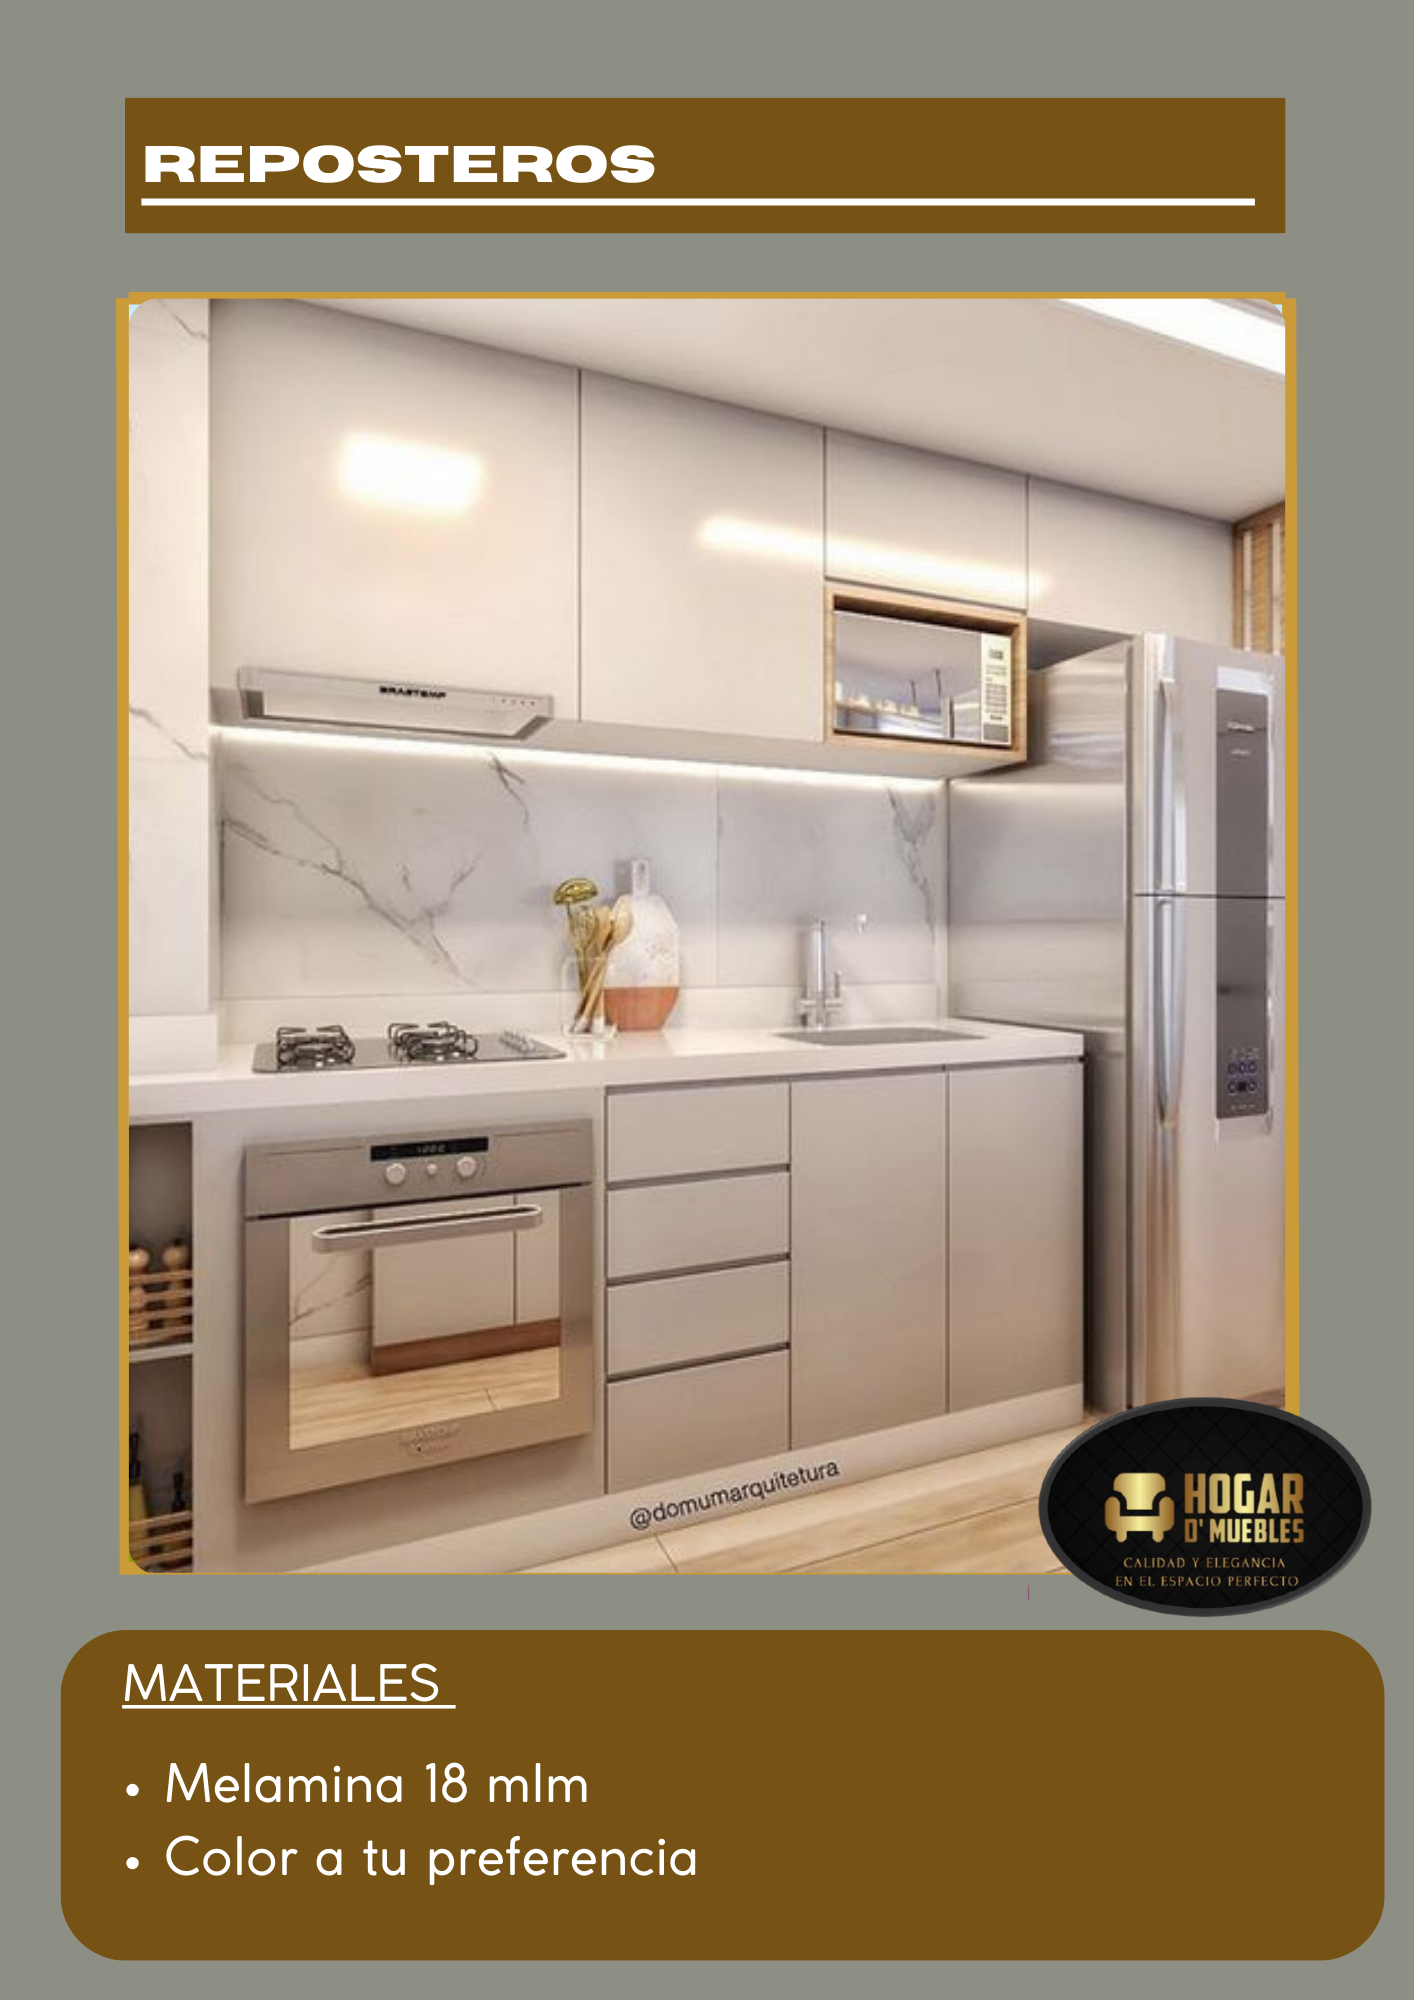 REPOSTEROS
BRASTEMP
@domumarquitetura
HOGAR
D' MUEBLES
CALIDAD Y ELEGANCIA
EN EL ESPACIO PERFECTO
MATERIALES
• Melamina 18 mlm
• Color a tu preferencia